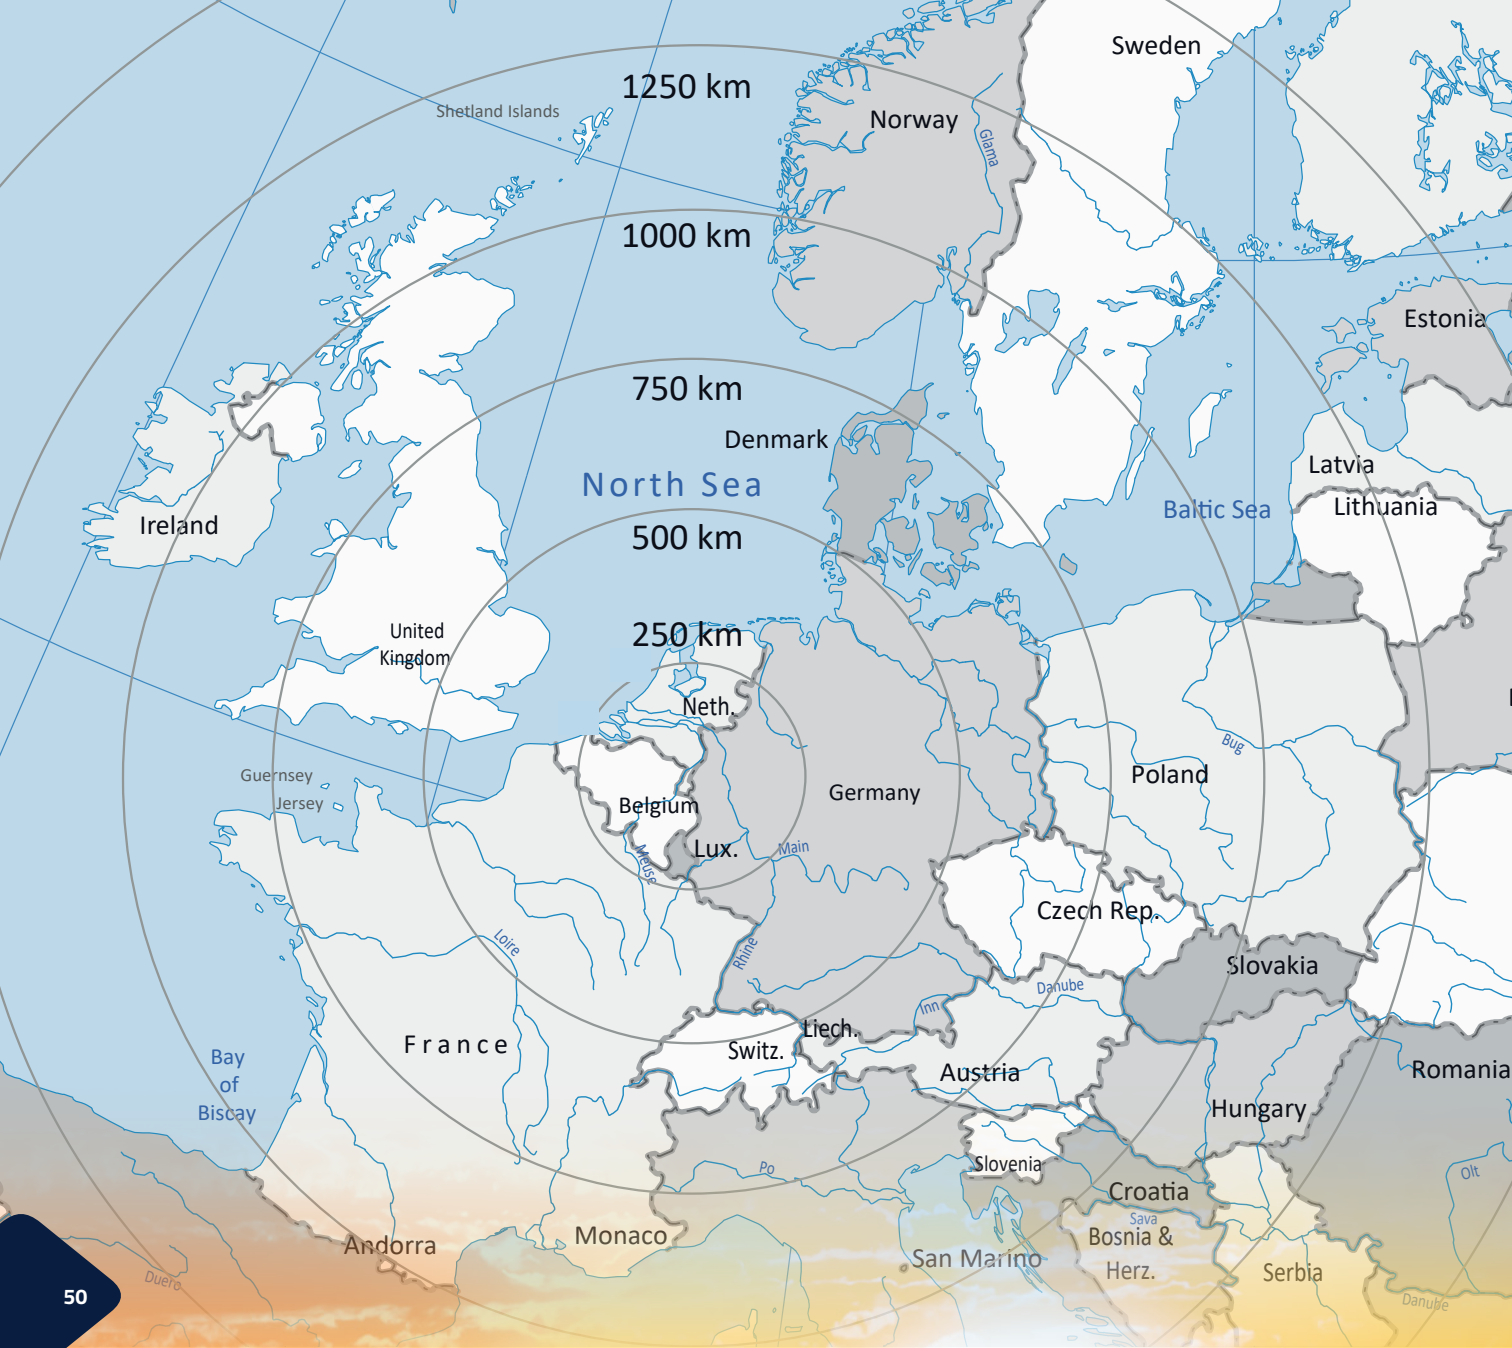 Sweden
1250 km
Shetland Islands
Norway
Glama
1000 km
Estonia
750 km
Denmark
Latvia
North Sea
Lithuania
Baltic Sea
Ireland
500 km
United
Kingdom
250 km
Neth.
Bug
Guernsey
Poland
Jersey
Germany
Belgium
Lux.
Main
Meuse
Czech Rep.
Loire
Rhine
Slovakia
Danube
Inn
Liech.
France
Switz.
Bay
of
Biscay
Austria
Romania
Hungary
Po
Slovenia
Olt
Croatia
Sava
Monaco
Bosnia &
Herz.
Andorra
San Marino
Serbia
Duero
50
Danube